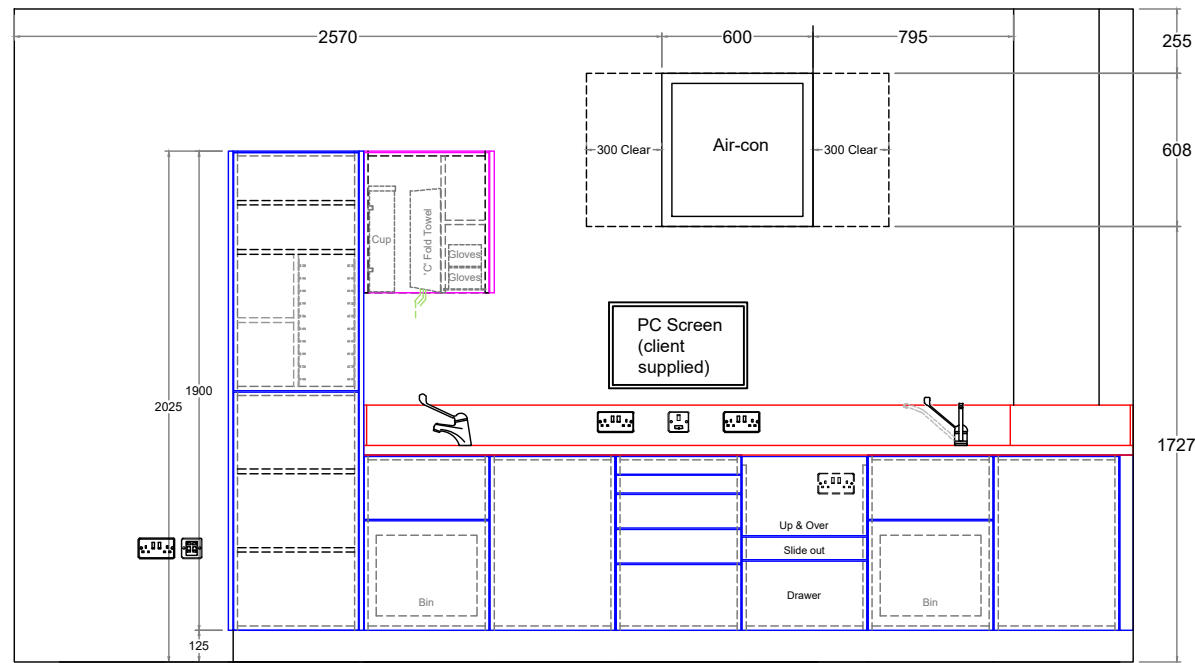 2570
600
795
255
300 Clear
Air-con
300 Clear
608
Cup
'C' Fold Towel
Gloves
Gloves
PC Screen
(client
supplied)
1900
2025
1727
Up & Over
Slide out
Drawer
Bin
Bin
125